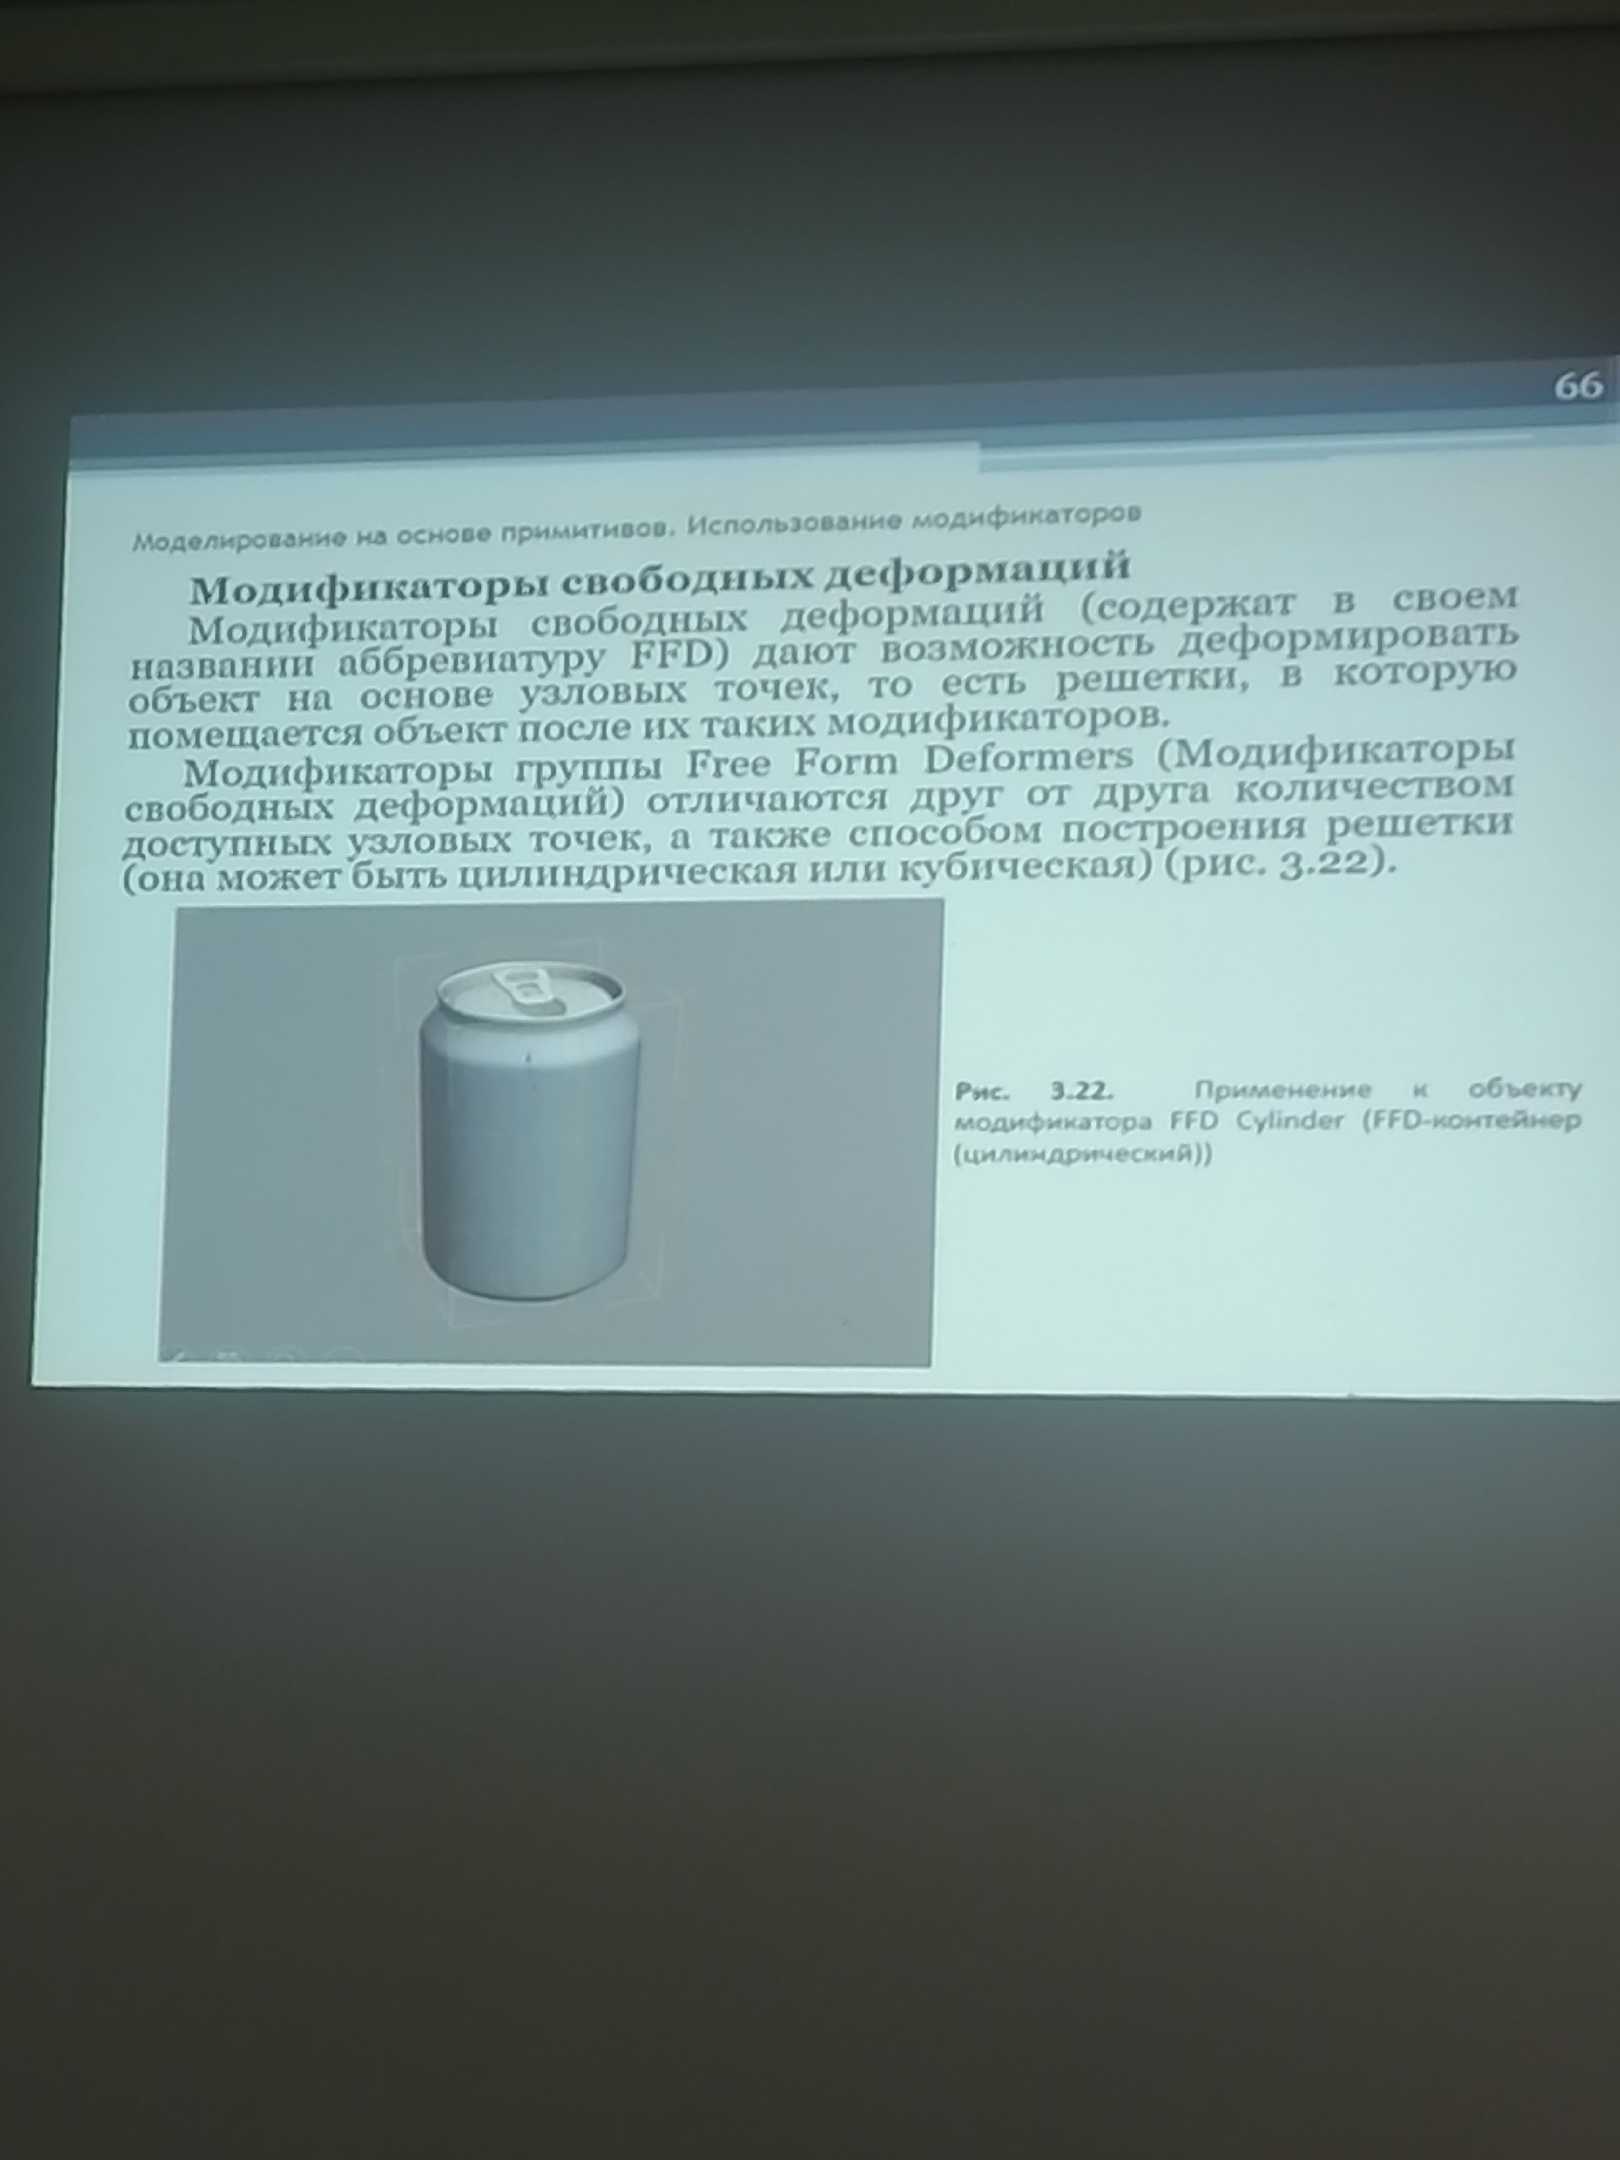 66
Моделирование на основе примитивов. Использование модификаторов
Модификаторы свободных деформаций
Модификаторы свободных деформаций (содержат в своем
названии аббревиатуру FFD) дают возможность деформировать
объект на основе узловых точек, то есть решетки, в которую
помещается объект после их таких модификаторов.
Модификаторы группы Free Form Deformers (Модификаторы
свободных деформаций) отличаются друг от друга количеством
доступных узловых точек, а также способом построения решетки
(она может быть цилиндрическая или кубическая) (рис. 3.22).
Рис. 3.22. Применение к объекту
модификатора FFD Cylinder (FFD-контейнер
(цилиндрический))